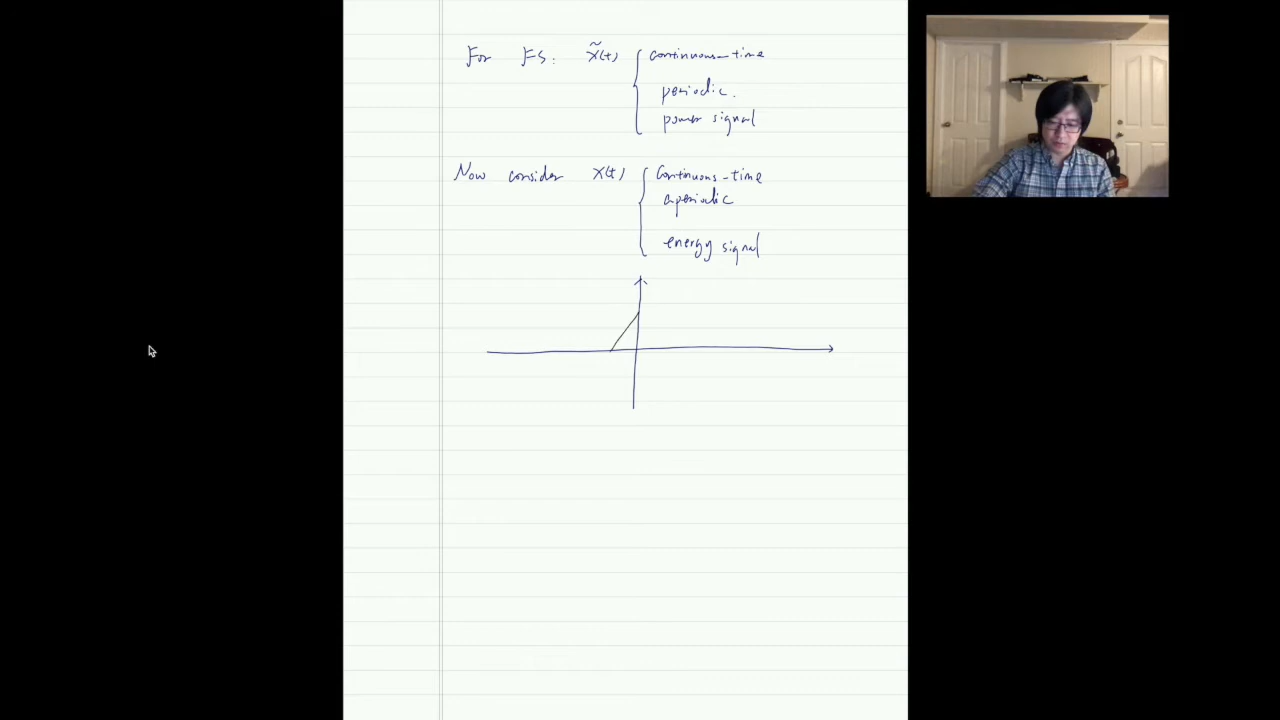 For FS. x̃(t) { continuous-time
periodic.
power signal
Now consider x(t) { Continuous-time
aperiodic
energy signal